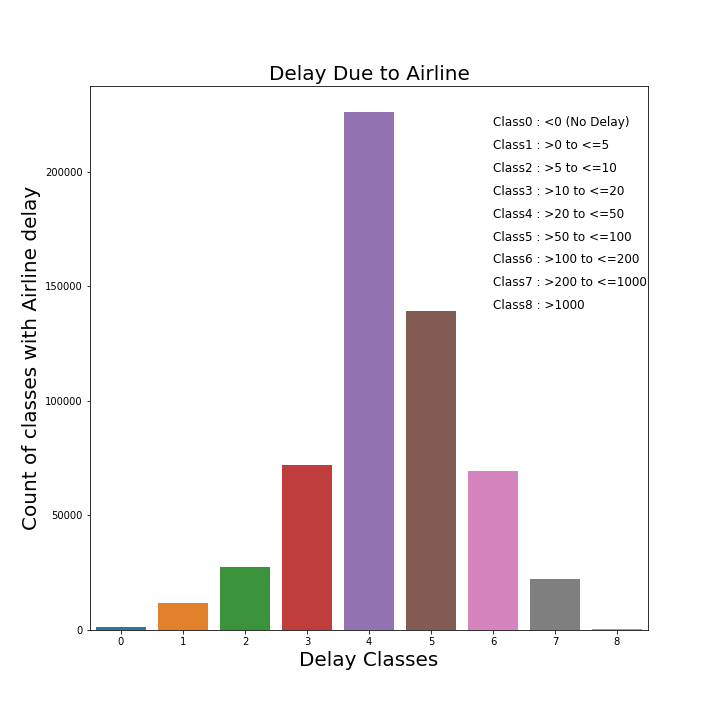 Delay Due to Airline
Class0 : <0 (No Delay)
Class1 : >0 to <=5
Class2 : >5 to <=10
Class3 : >10 to <=20
Class4 : >20 to <=50
Class5 : >50 to <=100
Class6 : >100 to <=200
Class7 : >200 to <=1000
Class8 : >1000
Count of classes with Airline delay
200000
150000
100000
50000
0
0 1 2 3 4 5 6 7 8
Delay Classes